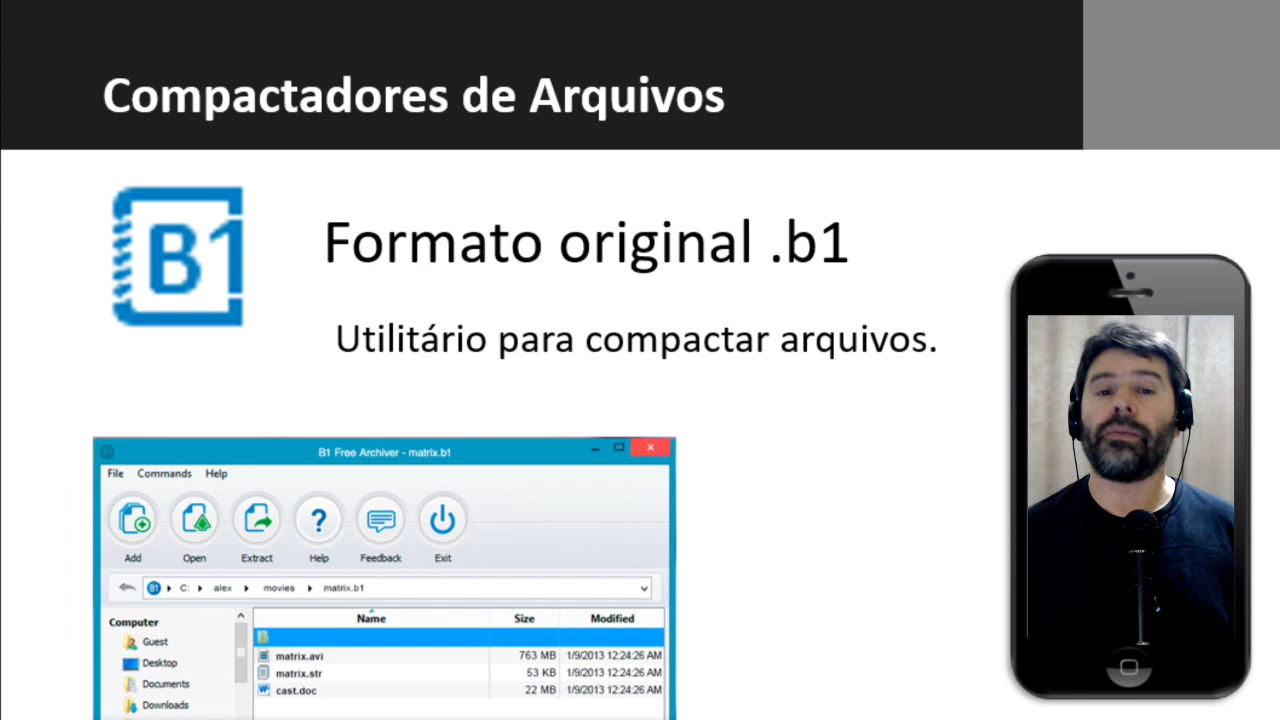 Compactadores de Arquivos
B1
Formato original .b1
Utilitário para compactar arquivos.
B1 Free Archiver - matrix.b1
File Commands Help
Add Open Extract Help Feedback Exit
B1 C: alex movies matrix.b1
Computer
Guest
Desktop
Documents
Downloads
Name Size Modified
matrix.avi 763 MB 1/9/2013 12:24:26 AM
matrix.str 53 KB 1/9/2013 12:24:26 AM
cast.doc 22 MB 1/9/2013 12:24:26 AM